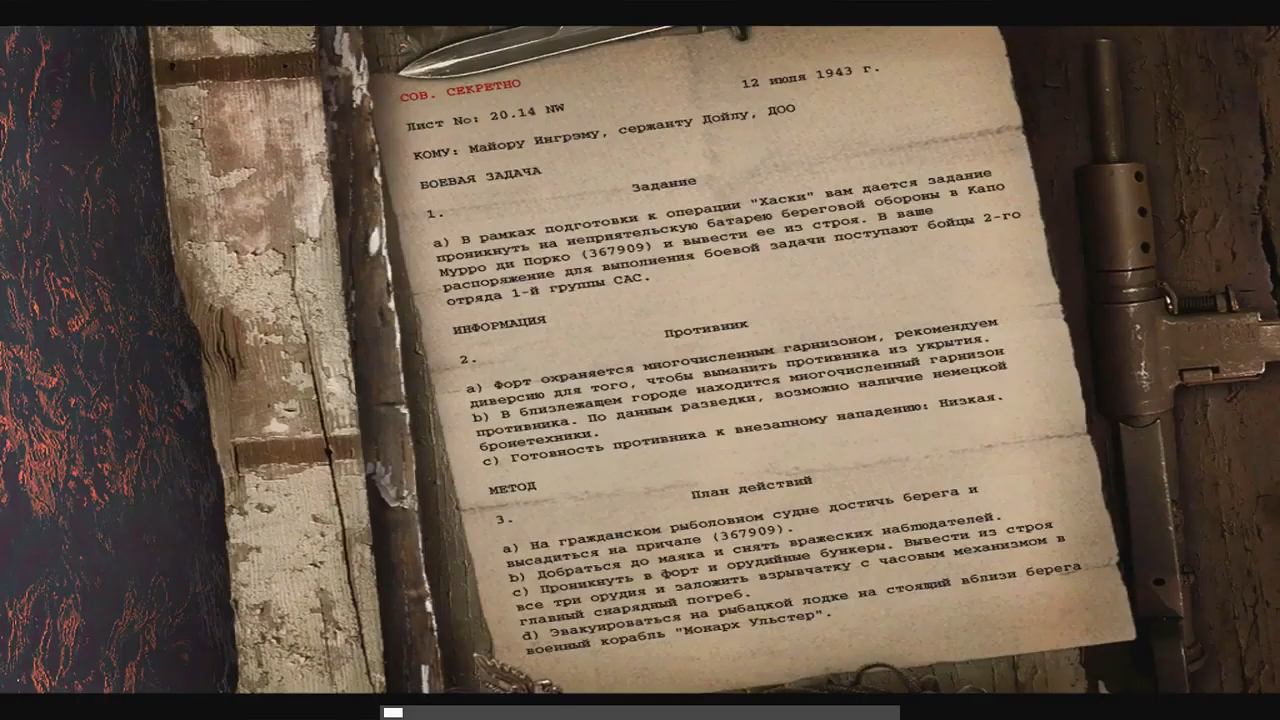 СОВ. СЕКРЕТНО
12 июля 1943 г.
Лист No: 20.14 NW
КОМУ: Майору Ингрэму, сержанту Дойлу, ДОО
БОЕВАЯ ЗАДАЧА
Задание
1.
а) В рамках подготовки к операции "Хаски" вам дается задание
проникнуть на неприятельскую батарею береговой обороны в Капо
Мурро ди Порко (367909) и вывести ее из строя. В ваше
распоряжение для выполнения боевой задачи поступают бойцы 2-го
отряда 1-й группы САС.
ИНФОРМАЦИЯ
Противник
2.
а) Форт охраняется многочисленным гарнизоном, рекомендуем
диверсию для того, чтобы выманить противника из укрытия.
b) В близлежащем городе находится многочисленный гарнизон
противника. По данным разведки, возможно наличие немецкой
бронетехники.
с) Готовность противника к внезапному нападению: Низкая.
МЕТОД
План действий
3.
а) На гражданском рыболовном судне достичь берега и
высадиться на причале (367909).
b) Добраться до маяка и снять вражеских наблюдателей.
с) Проникнуть в форт и орудийные бункеры. Вывести из строя
все три орудия и заложить взрывчатку с часовым механизмом в
главный снарядный погреб.
d) Эвакуироваться на рыбацкой лодке на стоящий вблизи берега
военный корабль "Монарх Ульстер".